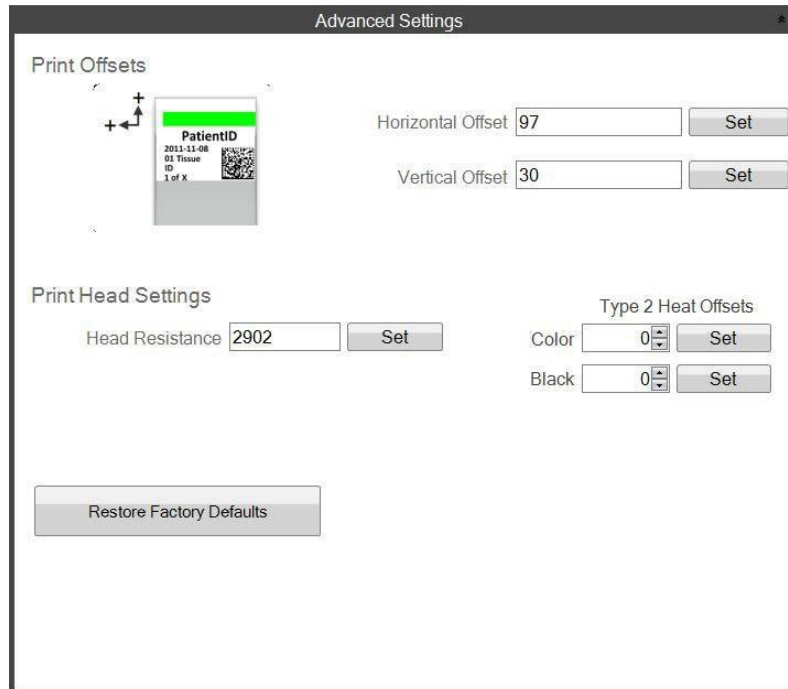 Advanced Settings
Print Offsets
+
+
PatientID
2011-11-08
01 Tissue
ID
1 of X
Horizontal Offset 97 Set
Vertical Offset 30 Set
Print Head Settings
Head Resistance 2902 Set
Type 2 Heat Offsets
Color 0 Set
Black 0 Set
Restore Factory Defaults